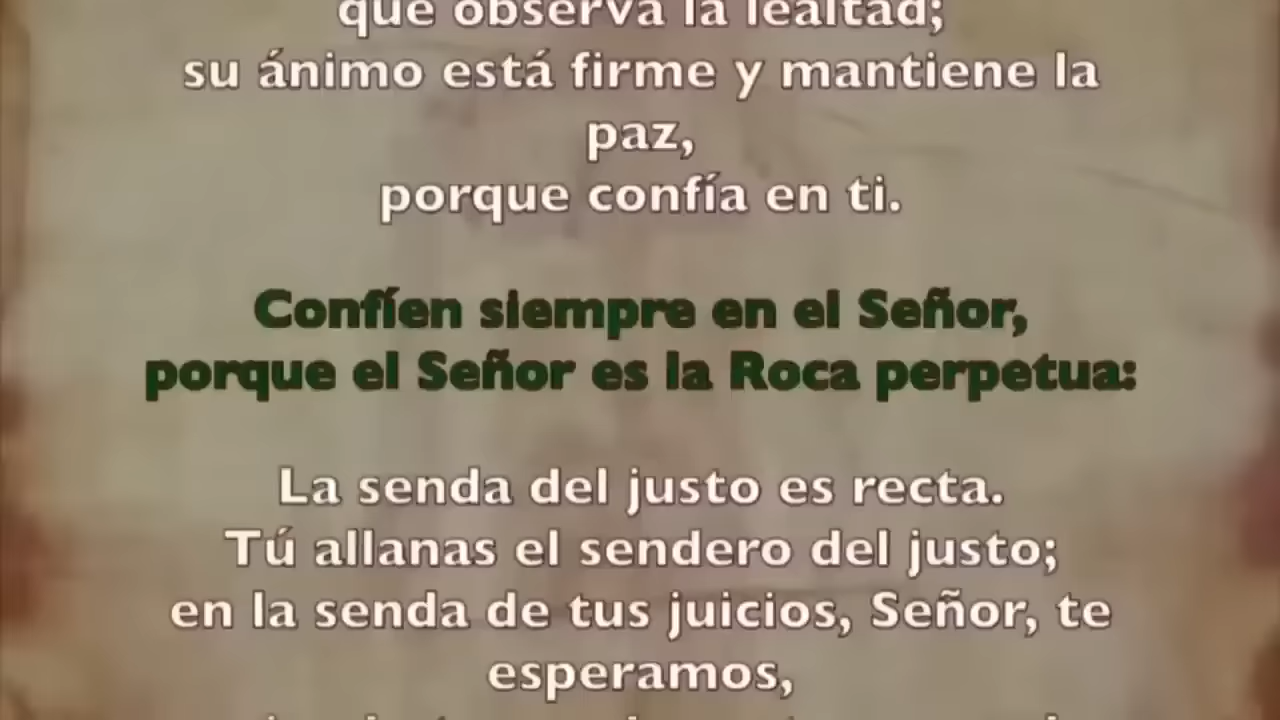 que observa la lealtad;
su ánimo está firme y mantiene la
paz,
porque confía en ti.
Confíen siempre en el Señor,
porque el Señor es la Roca perpetua:
La senda del justo es recta.
Tú allanas el sendero del justo;
en la senda de tus juicios, Señor, te
esperamos,